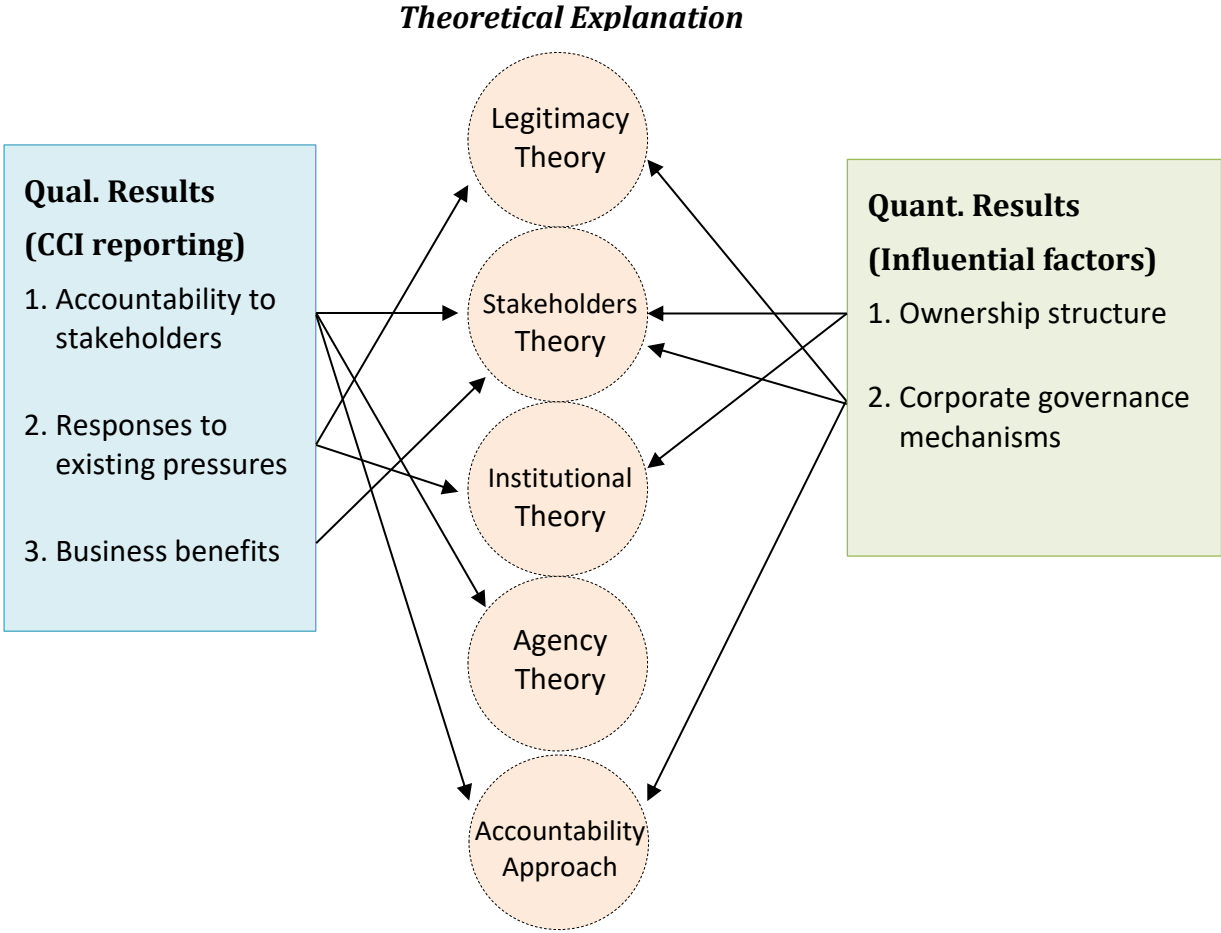 Theoretical Explanation
Qual. Results
(CCI reporting)
1. Accountability to
stakeholders
2. Responses to
existing pressures
3. Business benefits
Legitimacy
Theory
Stakeholders
Theory
Institutional
Theory
Agency
Theory
Accountability
Approach
Quant. Results
(Influential factors)
1. Ownership structure
2. Corporate governance
mechanisms